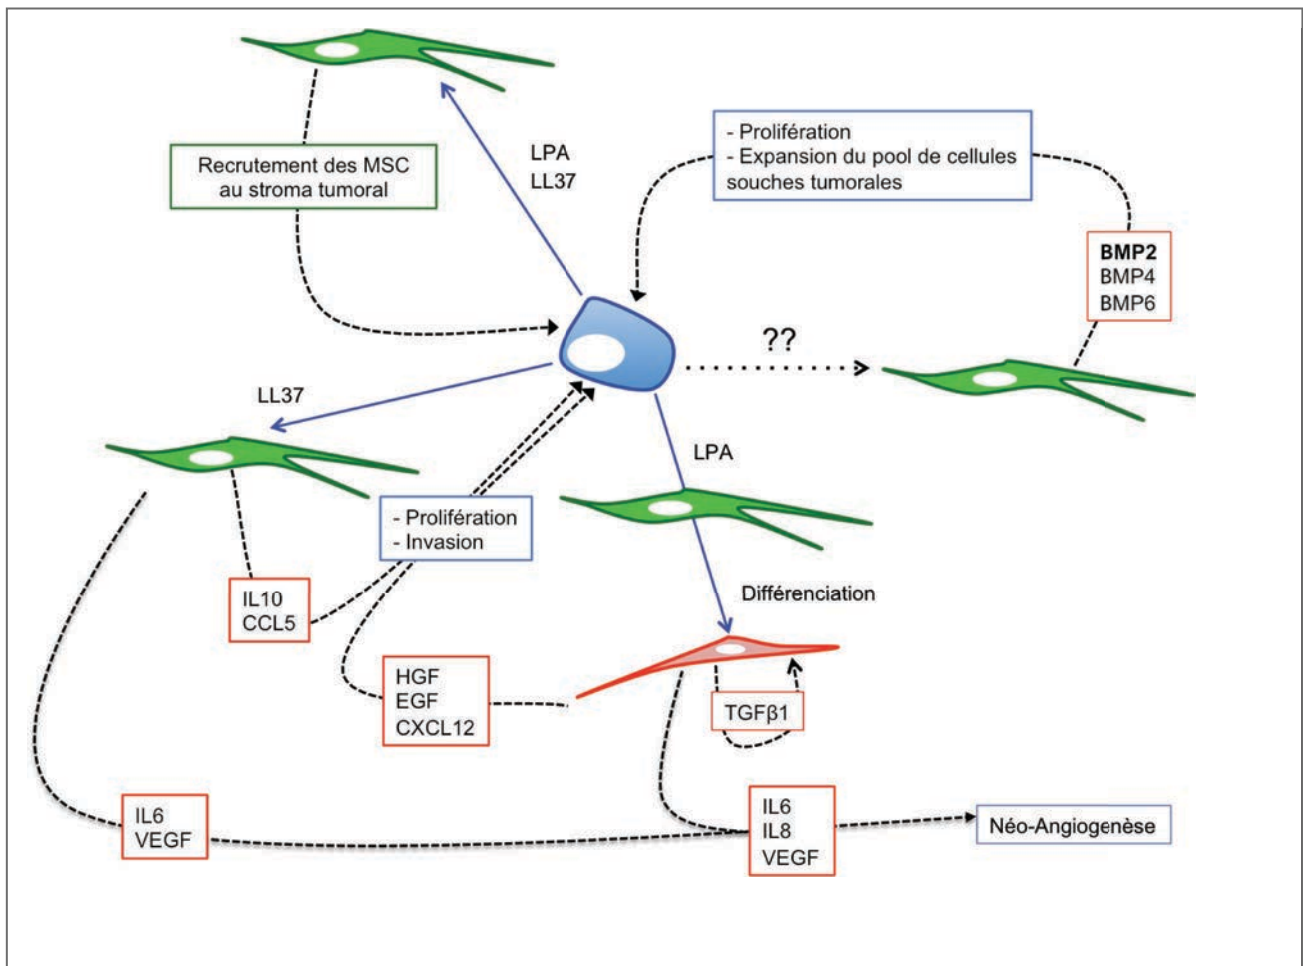 Recrutement des MSC
au stroma tumoral
LPA
LL37
- Prolifération
- Expansion du pool de cellules
souches tumorales
BMP2
BMP4
BMP6
??
LL37
LPA
- Prolifération
- Invasion
IL10
CCL5
Différenciation
HGF
EGF
CXCL12
TGFβ1
IL6
VEGF
IL6
IL8
VEGF
Néo-Angiogenèse